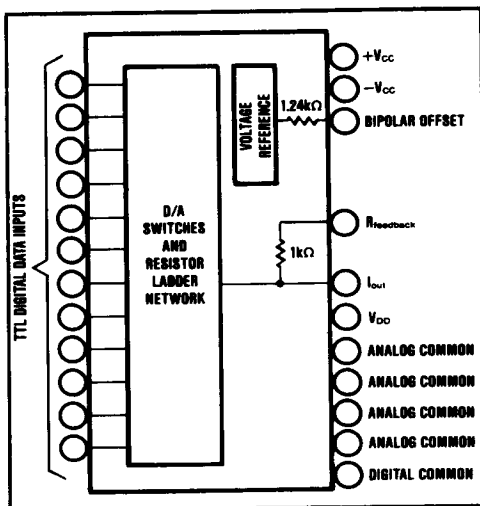 TTL DIGITAL DATA INPUTS
D/A
SWITCHES
AND
RESISTOR
LADDER
NETWORK
VOLTAGE
REFERENCE
1.24kΩ
1kΩ
+VCC
−VCC
BIPOLAR OFFSET
Rfeedback
Iout
VDD
ANALOG COMMON
ANALOG COMMON
ANALOG COMMON
ANALOG COMMON
DIGITAL COMMON